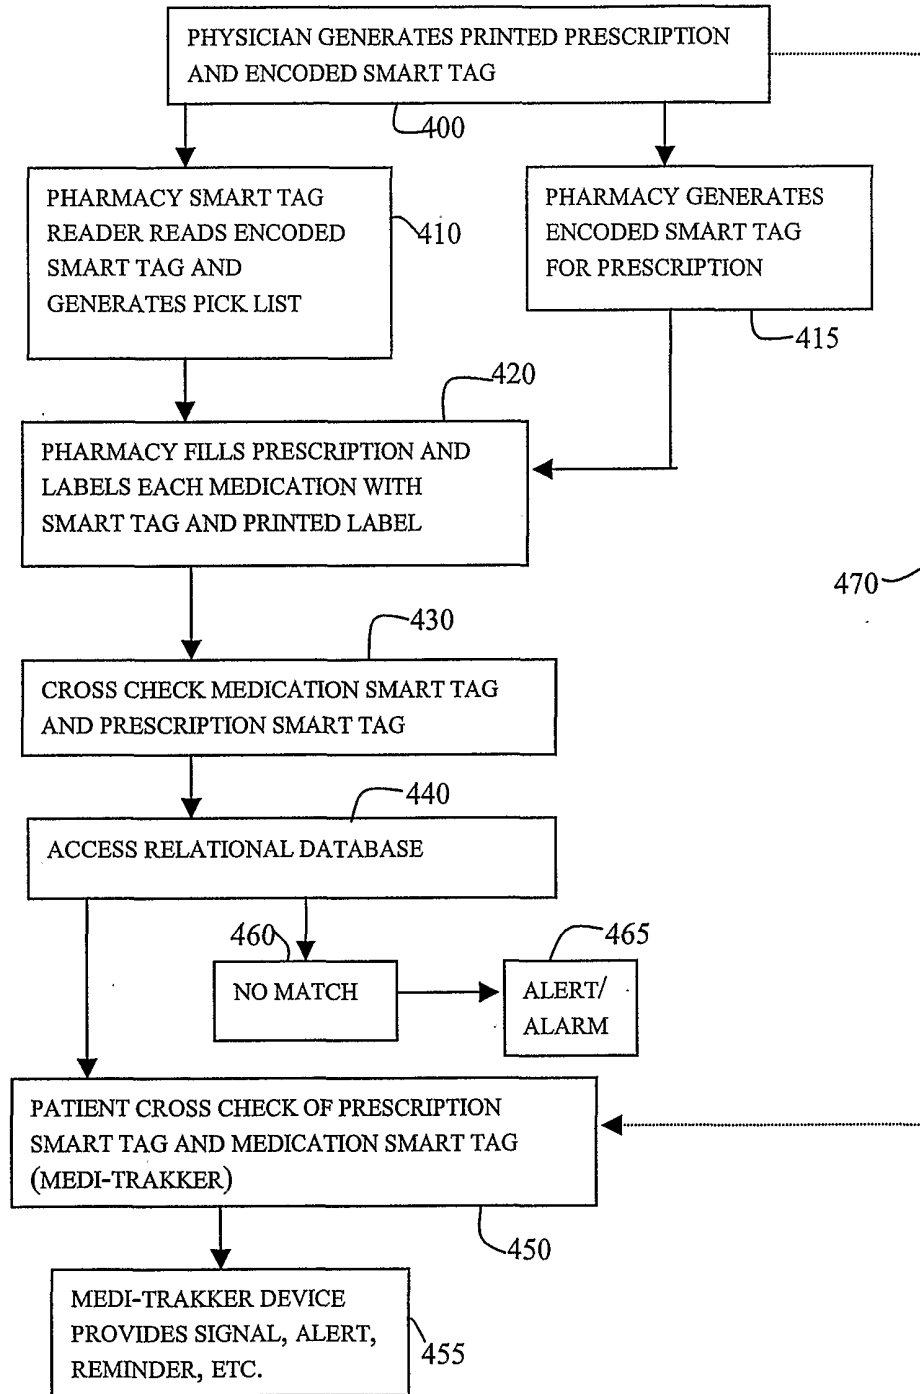 PHYSICIAN GENERATES PRINTED PRESCRIPTION
AND ENCODED SMART TAG
400
PHARMACY SMART TAG
READER READS ENCODED
SMART TAG AND
GENERATES PICK LIST
410
PHARMACY GENERATES
ENCODED SMART TAG
FOR PRESCRIPTION
415
420
PHARMACY FILLS PRESCRIPTION AND
LABELS EACH MEDICATION WITH
SMART TAG AND PRINTED LABEL
470
430
CROSS CHECK MEDICATION SMART TAG
AND PRESCRIPTION SMART TAG
440
ACCESS RELATIONAL DATABASE
460
NO MATCH
465
ALERT/
ALARM
PATIENT CROSS CHECK OF PRESCRIPTION
SMART TAG AND MEDICATION SMART TAG
(MEDI-TRAKKER)
450
MEDI-TRAKKER DEVICE
PROVIDES SIGNAL, ALERT,
REMINDER, ETC.
455